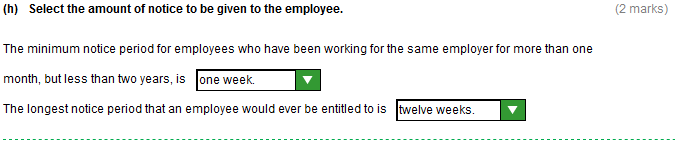 (h) Select the amount of notice to be given to the employee. (2 marks)
The minimum notice period for employees who have been working for the same employer for more than one
month, but less than two years, is one week.
The longest notice period that an employee would ever be entitled to is twelve weeks.